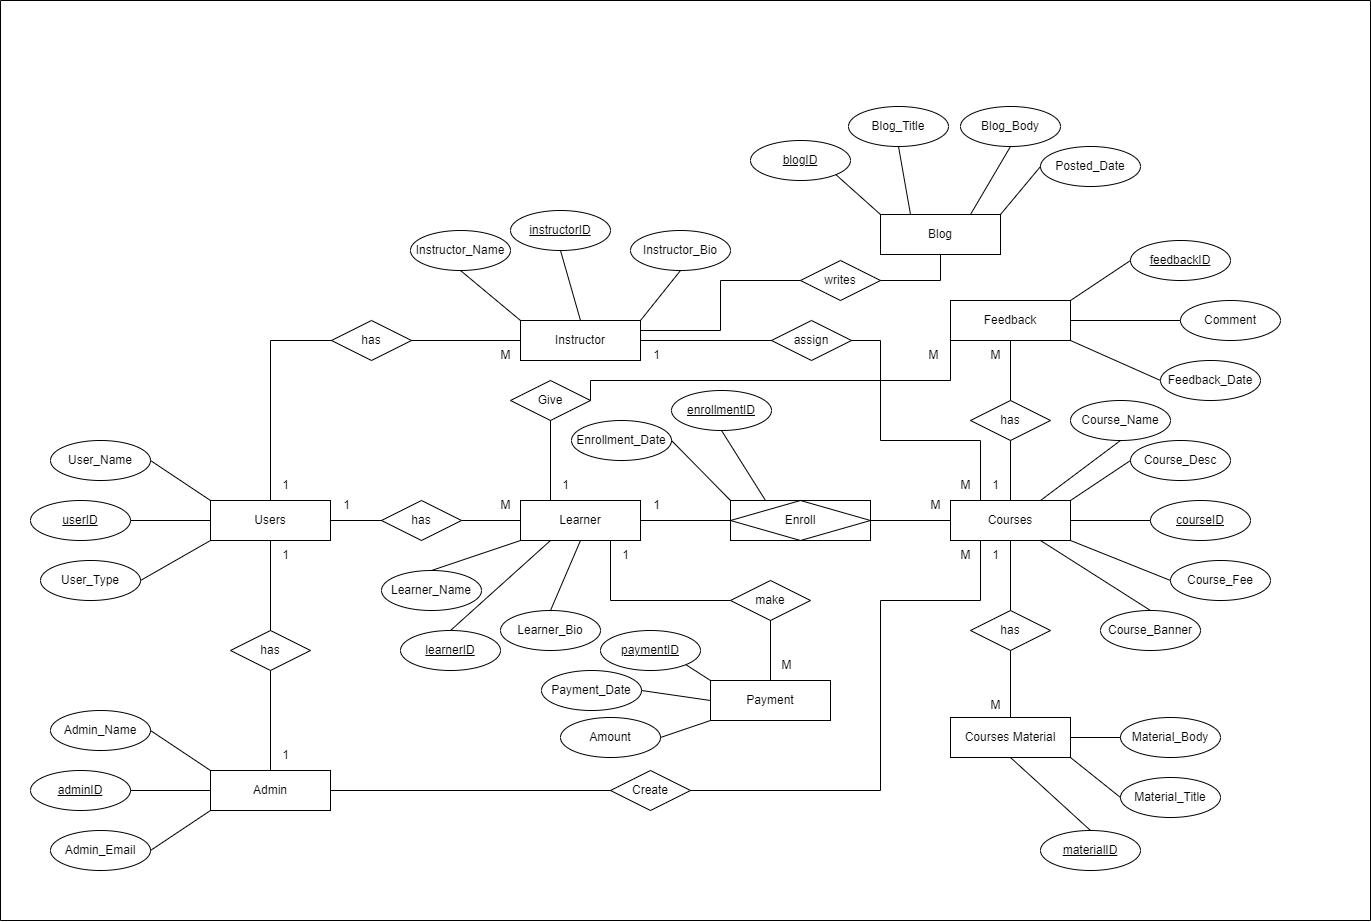 Blog_Title
Blog_Body
blogID
Posted_Date
instructorID
Blog
Instructor_Name
Instructor_Bio
feedbackID
writes
Feedback
Comment
has
Instructor
assign
M
1
M
M
Feedback_Date
Give
enrollmentID
has
Course_Name
Enrollment_Date
User_Name
Course_Desc
1
1
M
1
1
M
1
M
userID
Users
has
Learner
Enroll
Courses
courseID
1
1
M
1
User_Type
Learner_Name
make
Course_Fee
Learner_Bio
has
Course_Banner
has
learnerID
paymentID
M
Payment_Date
Payment
M
Admin_Name
Amount
Courses Material
Material_Body
1
adminID
Admin
Create
Material_Title
Admin_Email
materialID